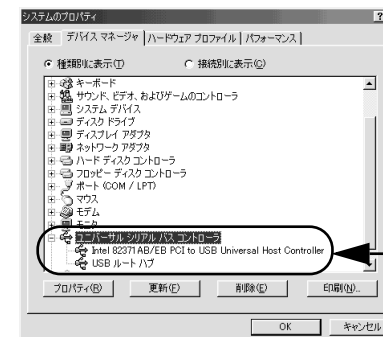 システムのプロパティ
?
全般 デバイス マネージャ ハードウェア プロファイル パフォーマンス
種類別に表示(T) 接続別に表示(C)
キーボード
サウンド、ビデオ、およびゲームのコントローラ
システム デバイス
ディスク ドライブ
ディスプレイ アダプタ
ネットワーク アダプタ
ハード ディスク コントローラ
フロッピー ディスク コントローラ
ポート (COM / LPT)
マウス
モデム
モニタ
ユニバーサル シリアル バス コントローラ
Intel 82371AB/EB PCI to USB Universal Host Controller
USB ルート ハブ
プロパティ(R) 更新(F) 削除(E) 印刷(N)...
OK キャンセル